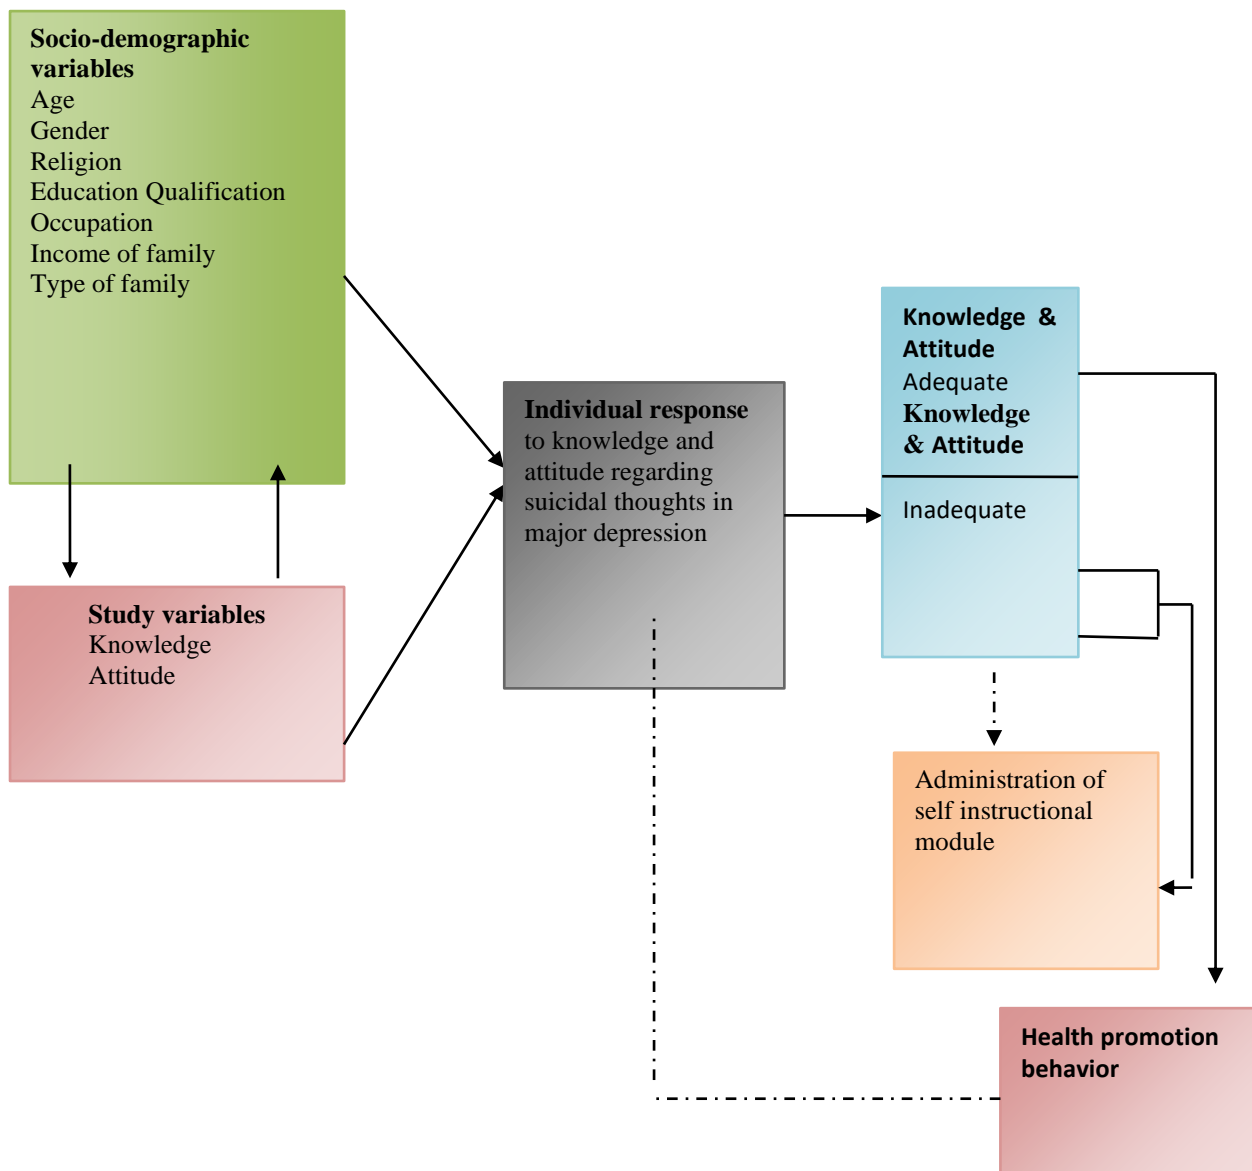 Socio-demographic
variables
Age
Gender
Religion
Education Qualification
Occupation
Income of family
Type of family
Study variables
Knowledge
Attitude
Individual response
to knowledge and
attitude regarding
suicidal thoughts in
major depression
Knowledge &
Attitude
Adequate
Knowledge
& Attitude
Inadequate
Administration of
self instructional
module
Health promotion
behavior